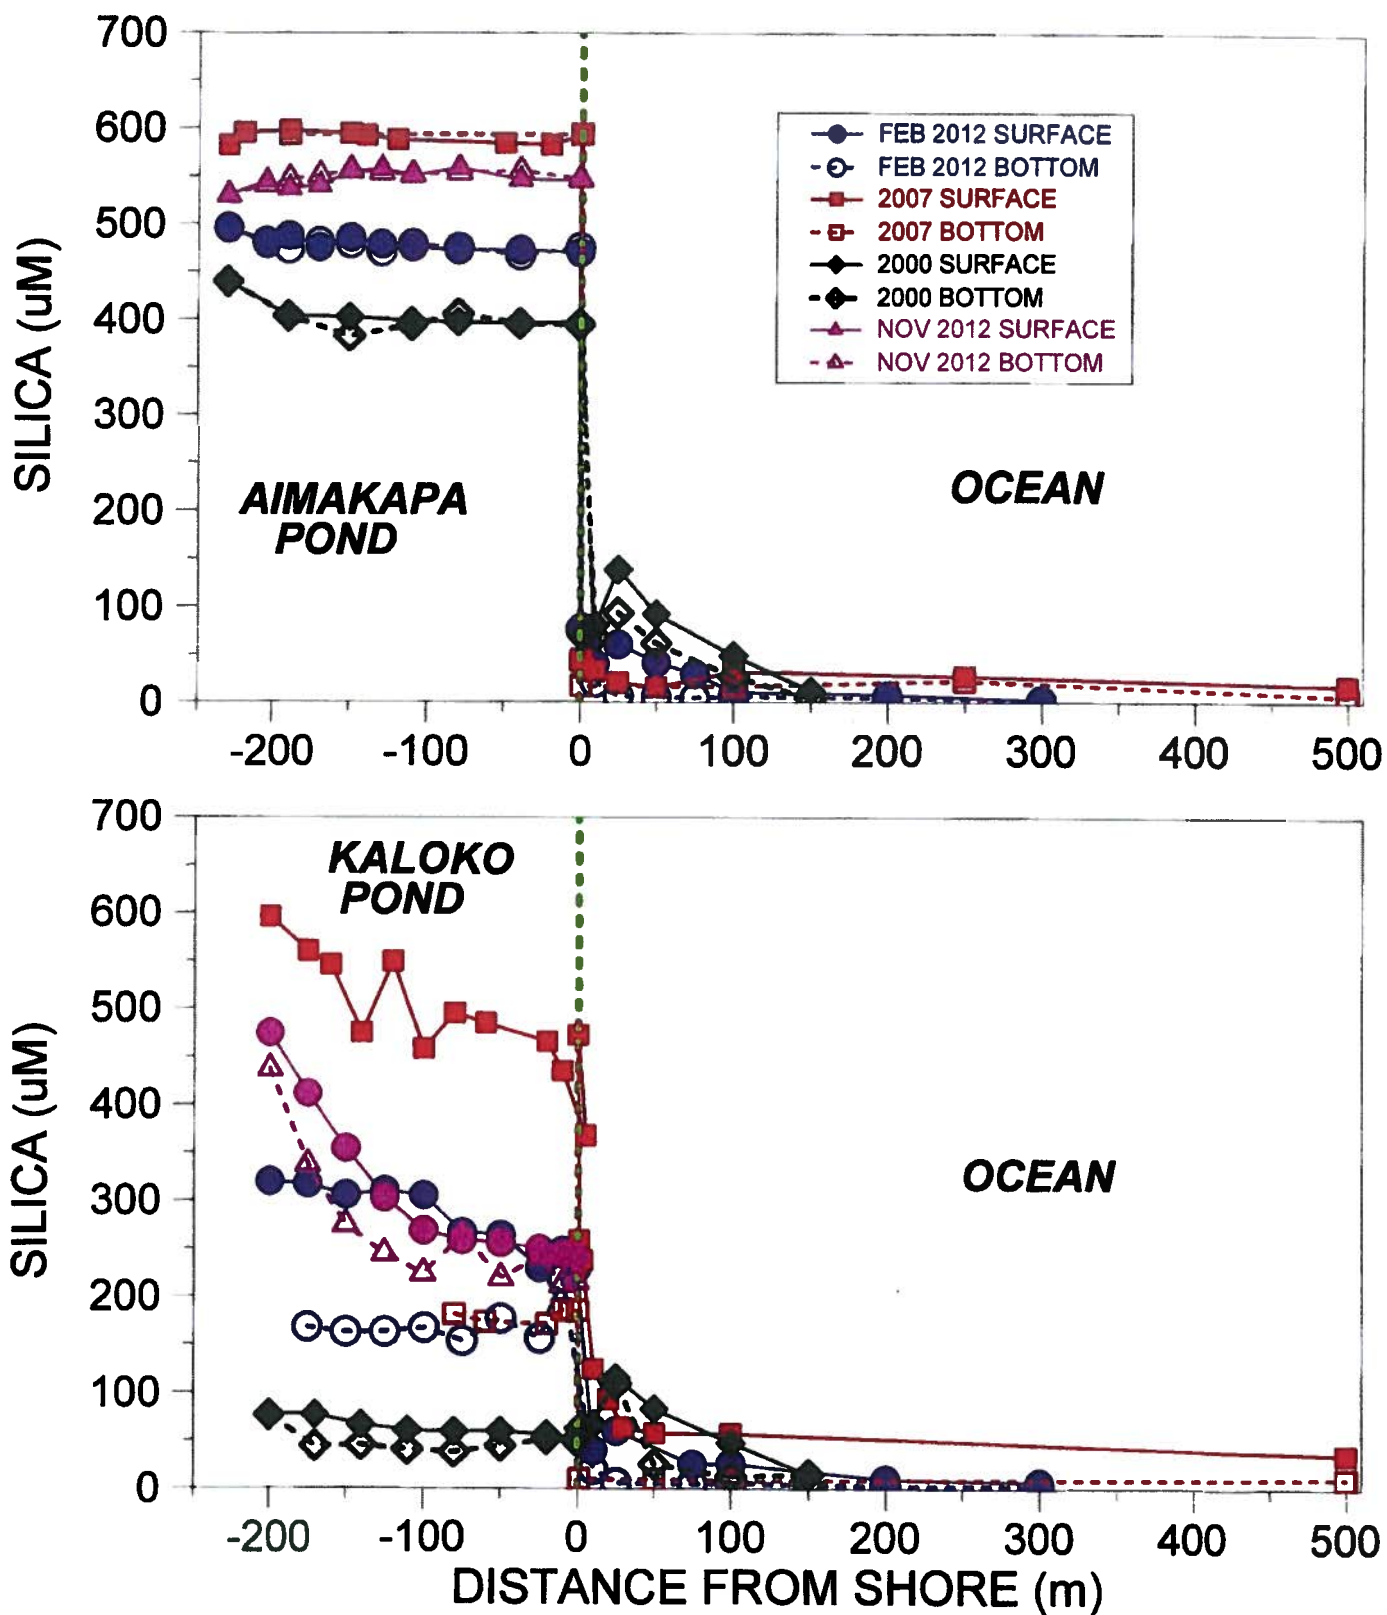 700
600
500
400
300
200
100
0
SILICA (uM)
FEB 2012 SURFACE
FEB 2012 BOTTOM
2007 SURFACE
2007 BOTTOM
2000 SURFACE
2000 BOTTOM
NOV 2012 SURFACE
NOV 2012 BOTTOM
AIMAKAPA
POND
OCEAN
-200 -100 0 100 200 300 400 500
700
600
500
400
300
200
100
0
SILICA (uM)
KALOKO
POND
OCEAN
-200 -100 0 100 200 300 400 500
DISTANCE FROM SHORE (m)